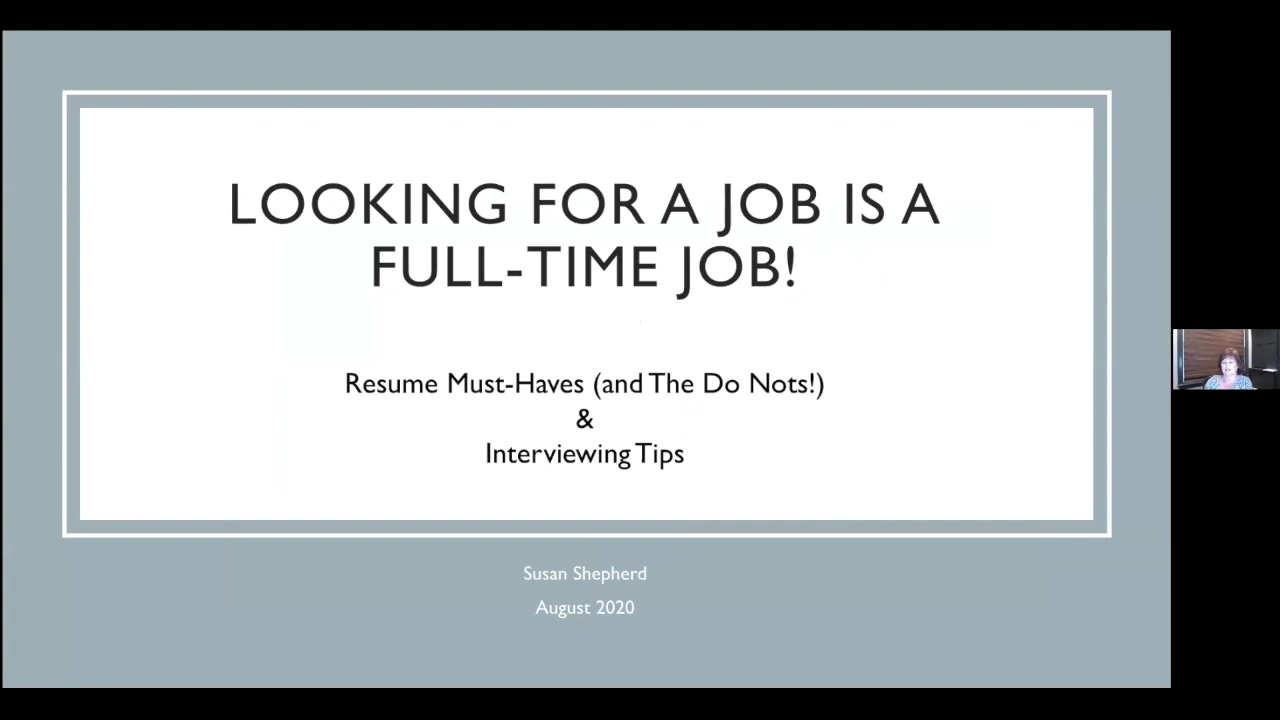 LOOKING FOR A JOB IS A
FULL-TIME JOB!
Resume Must-Haves (and The Do Nots!)
&
Interviewing Tips
Susan Shepherd
August 2020